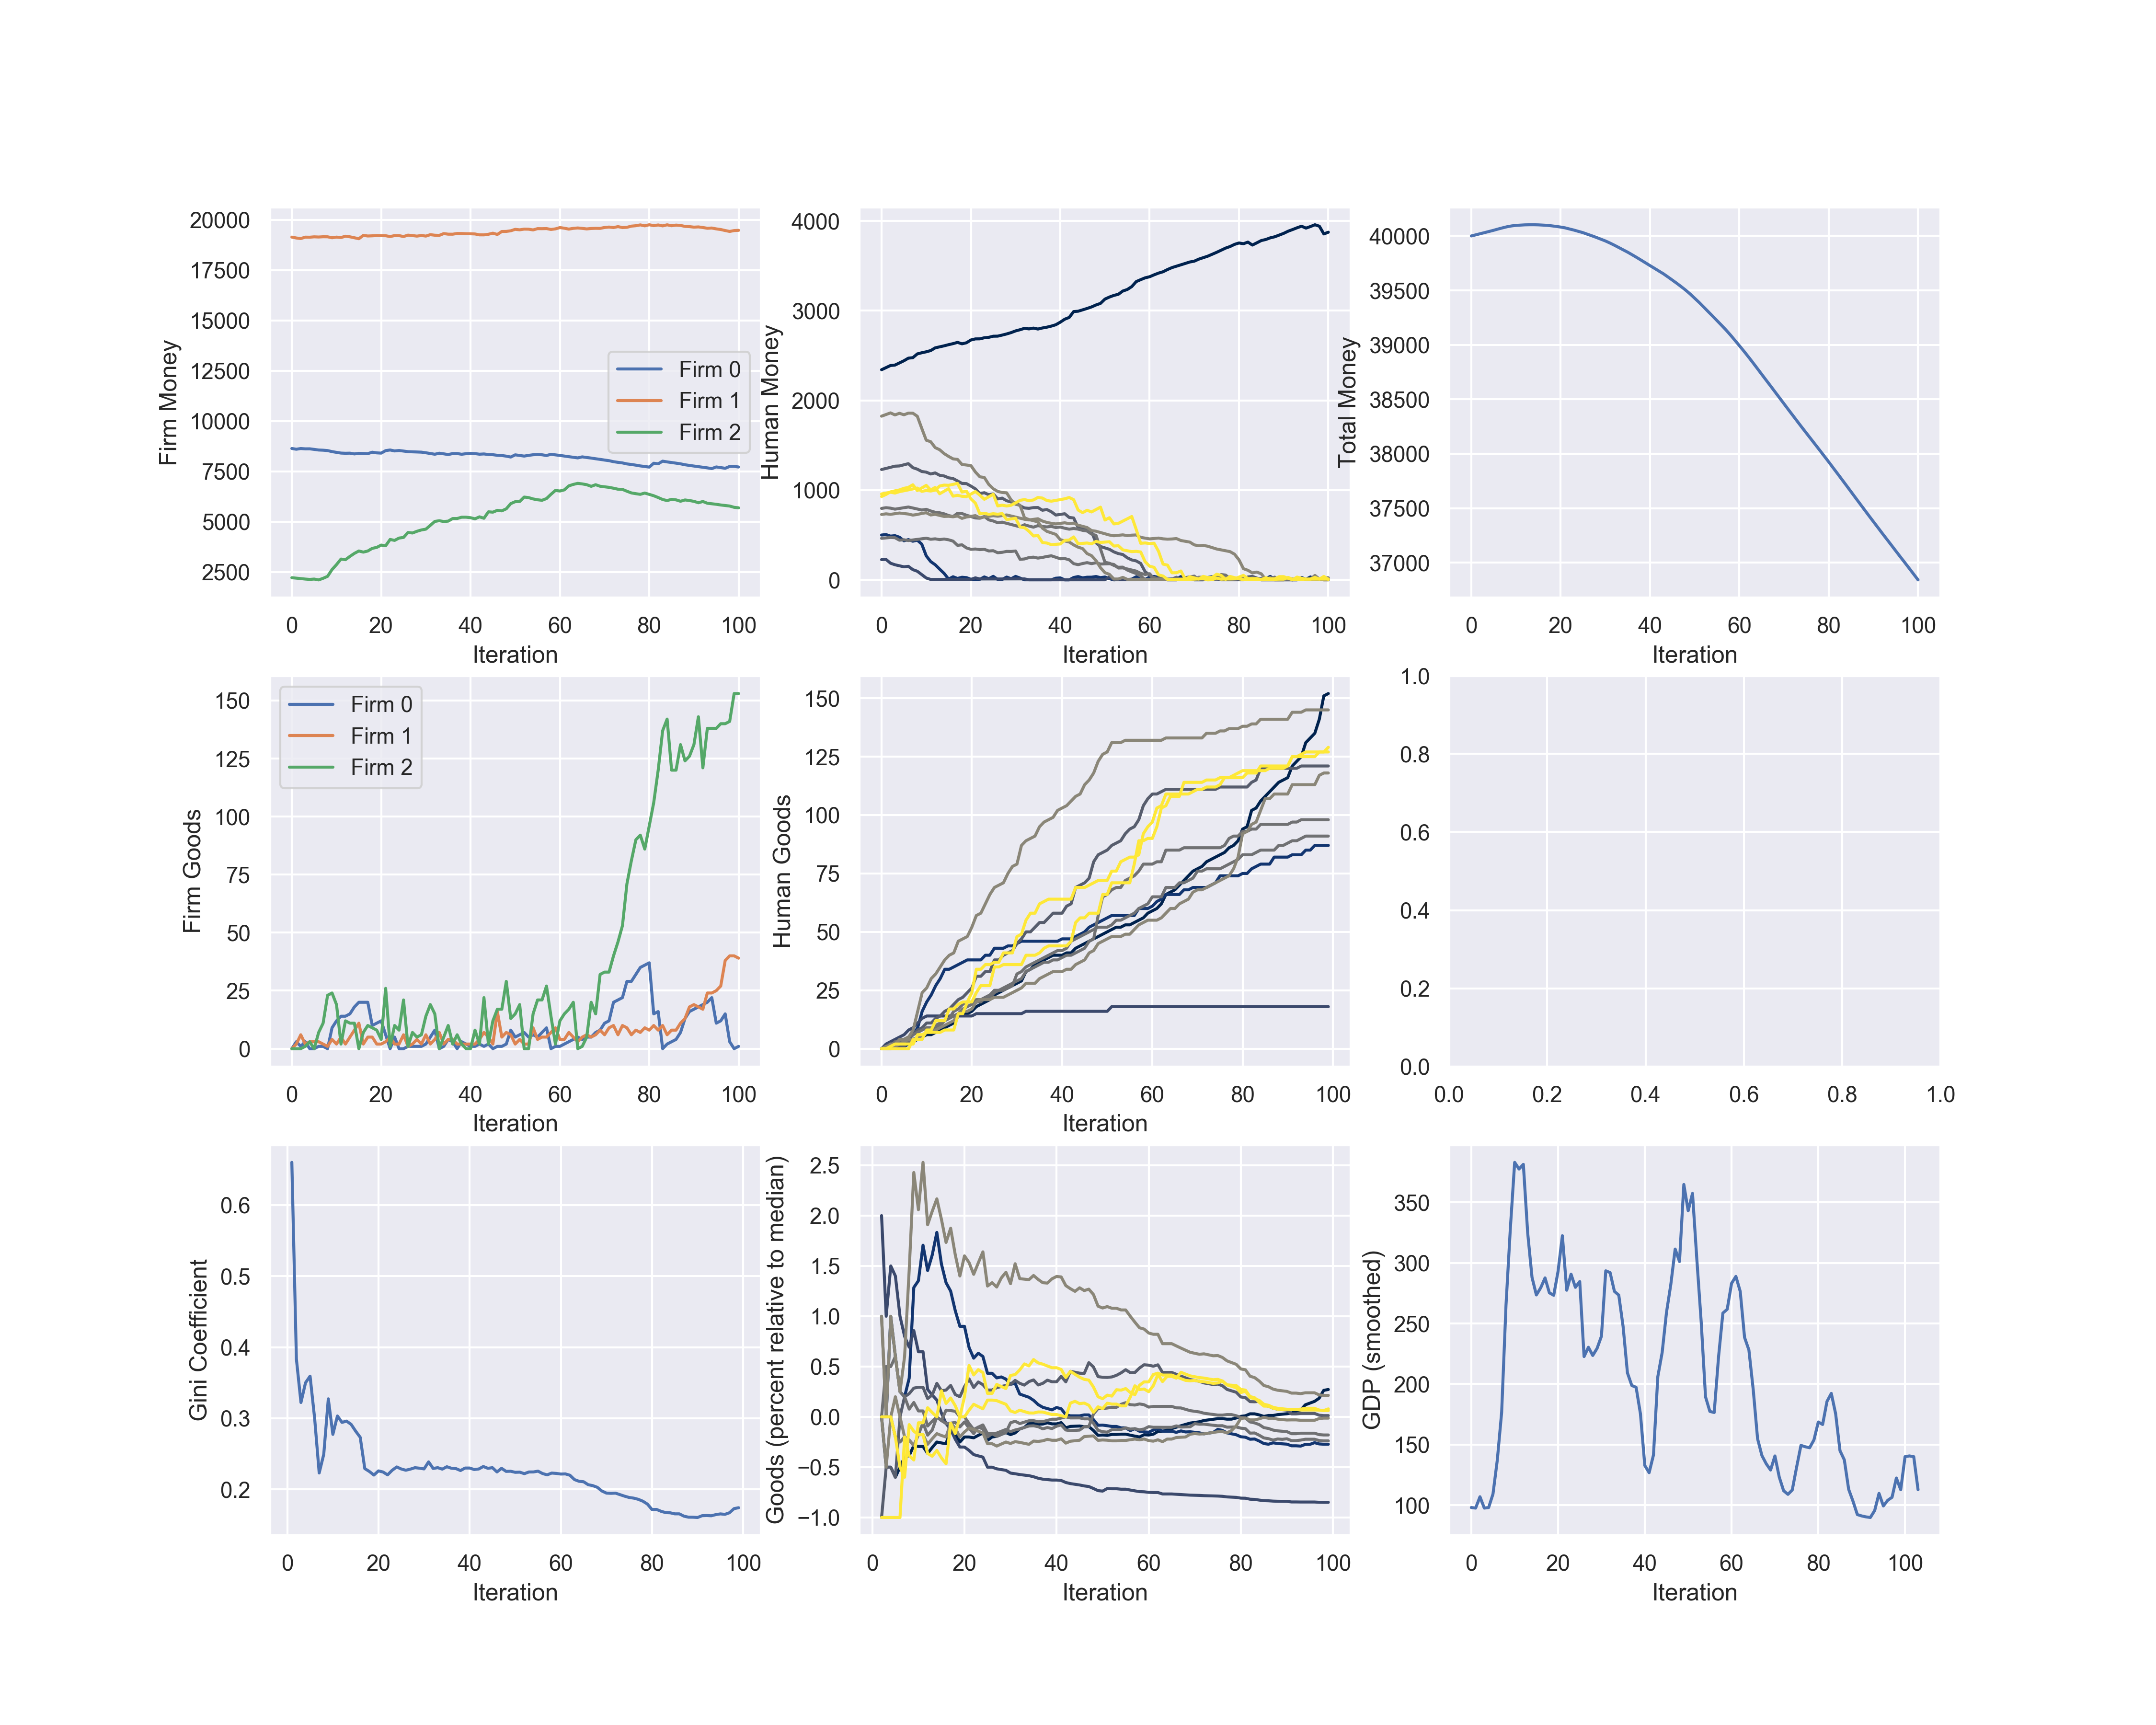 Firm Money
20000
17500
15000
12500
10000
7500
5000
2500
Firm 0
Firm 1
Firm 2
0 20 40 60 80 100
Iteration
Human Money
4000
3000
2000
1000
0
0 20 40 60 80 100
Iteration
Total Money
40000
39500
39000
38500
38000
37500
37000
0 20 40 60 80 100
Iteration
Firm Goods
150
125
100
75
50
25
0
Firm 0
Firm 1
Firm 2
0 20 40 60 80 100
Iteration
Human Goods
150
125
100
75
50
25
0
0 20 40 60 80 100
Iteration
1.0
0.8
0.6
0.4
0.2
0.0
0.0 0.2 0.4 0.6 0.8 1.0
Gini Coefficient
0.6
0.5
0.4
0.3
0.2
0 20 40 60 80 100
Iteration
Goods (percent relative to median)
2.5
2.0
1.5
1.0
0.5
0.0
−0.5
−1.0
0 20 40 60 80 100
Iteration
GDP (smoothed)
350
300
250
200
150
100
0 20 40 60 80 100
Iteration